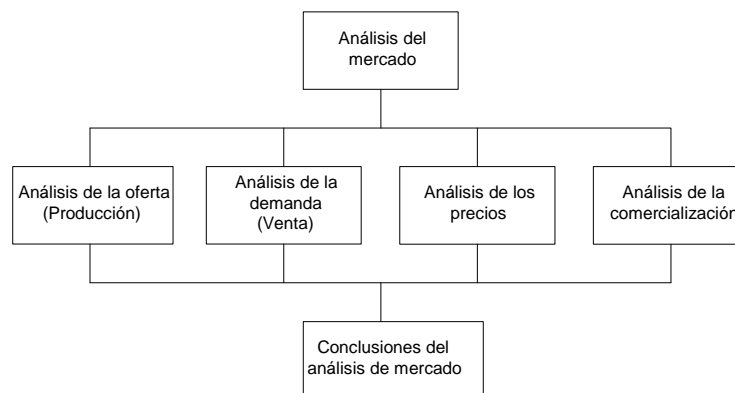 Análisis del
mercado
Análisis de la oferta
(Producción)
Análisis de la
demanda
(Venta)
Análisis de los
precios
Análisis de la
comercialización
Conclusiones del
análisis de mercado